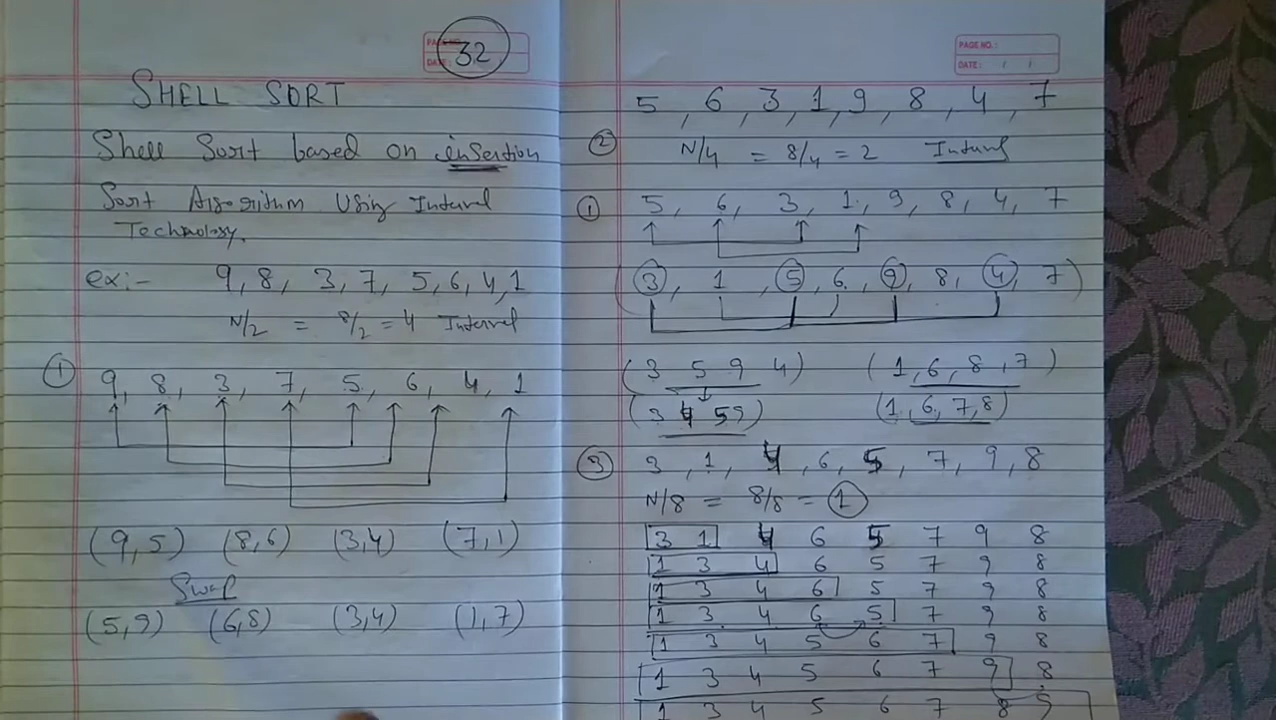 PAGE NO.
DATE:
32
SHELL SORT
Shell Sort based on insertion
Sort Algoritum Using Interval
Technology.
ex:- 9, 8, 3, 7, 5, 6, 4, 1
N/2 = 8/2 = 4 Interval
① 9, 8, 3, 7, 5, 6, 4, 1
(9,5) (8,6) (3,4) (7,1)
Swap
(5,9) (6,8) (3,4) (1,7)
PAGE NO.:
DATE: / /
5, 6, 3, 1, 9, 8, 4, 7
② N/4 = 8/4 = 2 Interval
① 5, 6, 3, 1, 9, 8, 4, 7
(3, 1, 5, 6, 9, 8, 4, 7)
(3 5 9 4) (1,6,8,7)
(3 4 5 9) (1,6,7,8)
③ 3, 1, 4, 6, 5, 7, 9, 8
N/8 = 8/8 = 1
3 1 4 6 5 7 9 8
1 3 4 6 5 7 9 8
1 3 4 6 5 7 9 8
1 3 4 6 5 7 9 8
1 3 4 5 6 7 9 8
1 3 4 5 6 7 9 8
1 3 4 5 6 7 8 9